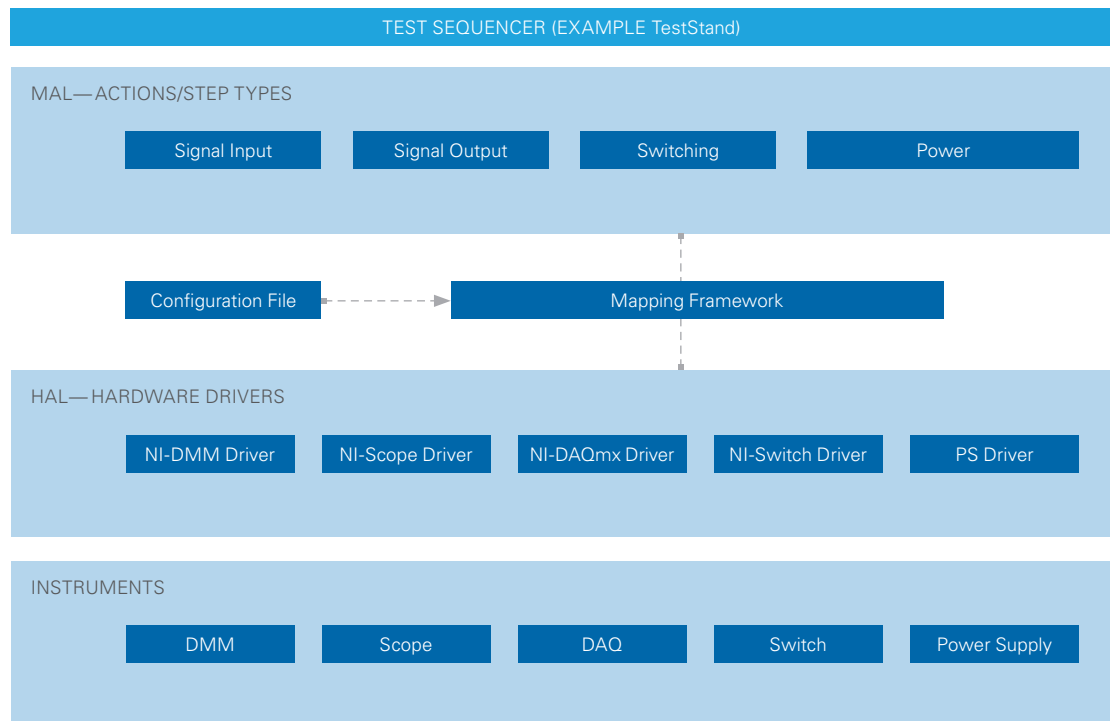 TEST SEQUENCER (EXAMPLE TestStand)
MAL—ACTIONS/STEP TYPES
Signal Input
Signal Output
Switching
Power
Configuration File
Mapping Framework
HAL—HARDWARE DRIVERS
NI-DMM Driver
NI-Scope Driver
NI-DAQmx Driver
NI-Switch Driver
PS Driver
INSTRUMENTS
DMM
Scope
DAQ
Switch
Power Supply